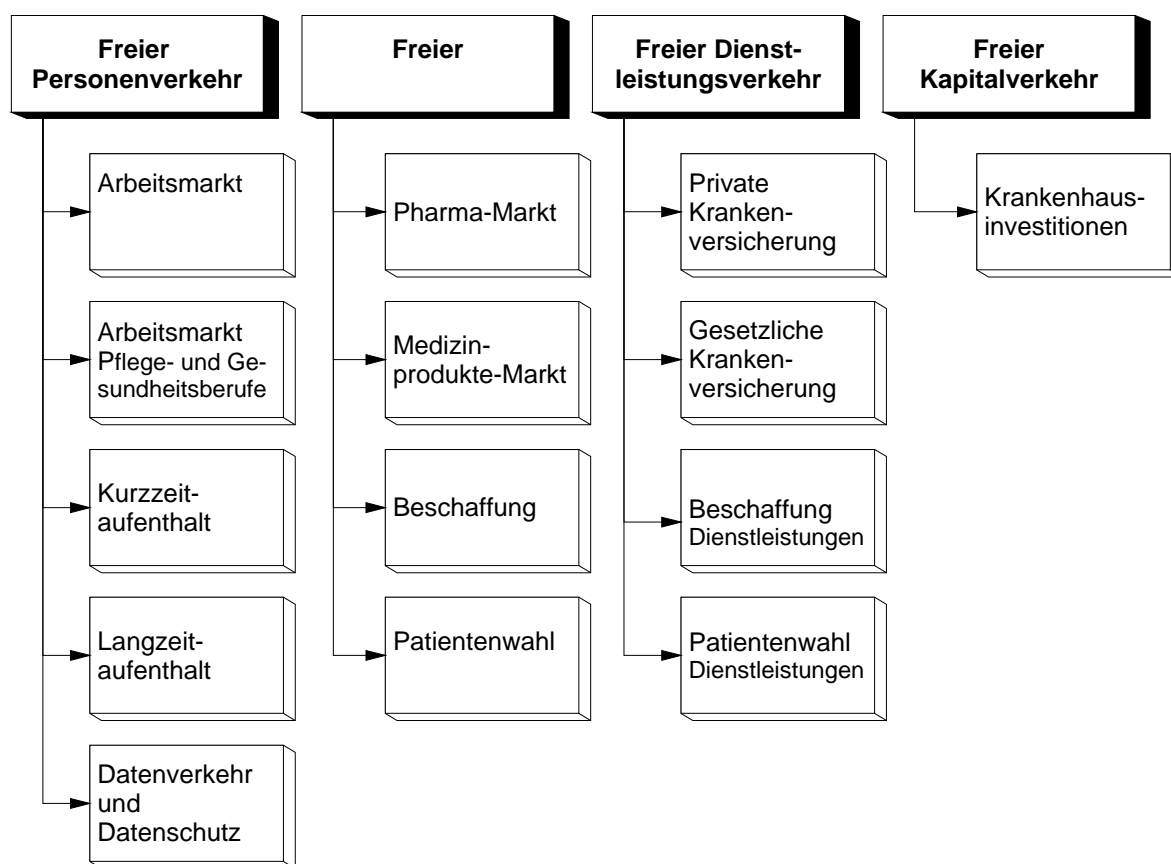 Freier
Personenverkehr
Freier
Freier Dienst-
leistungsverkehr
Freier
Kapitalverkehr
Arbeitsmarkt
Arbeitsmarkt
Pflege- und Ge-
sundheitsberufe
Kurzzeit-
aufenthalt
Langzeit-
aufenthalt
Datenverkehr
und
Datenschutz
Pharma-Markt
Medizin-
produkte-Markt
Beschaffung
Patientenwahl
Private
Kranken-
versicherung
Gesetzliche
Kranken-
versicherung
Beschaffung
Dienstleistungen
Patientenwahl
Dienstleistungen
Krankenhaus-
investitionen